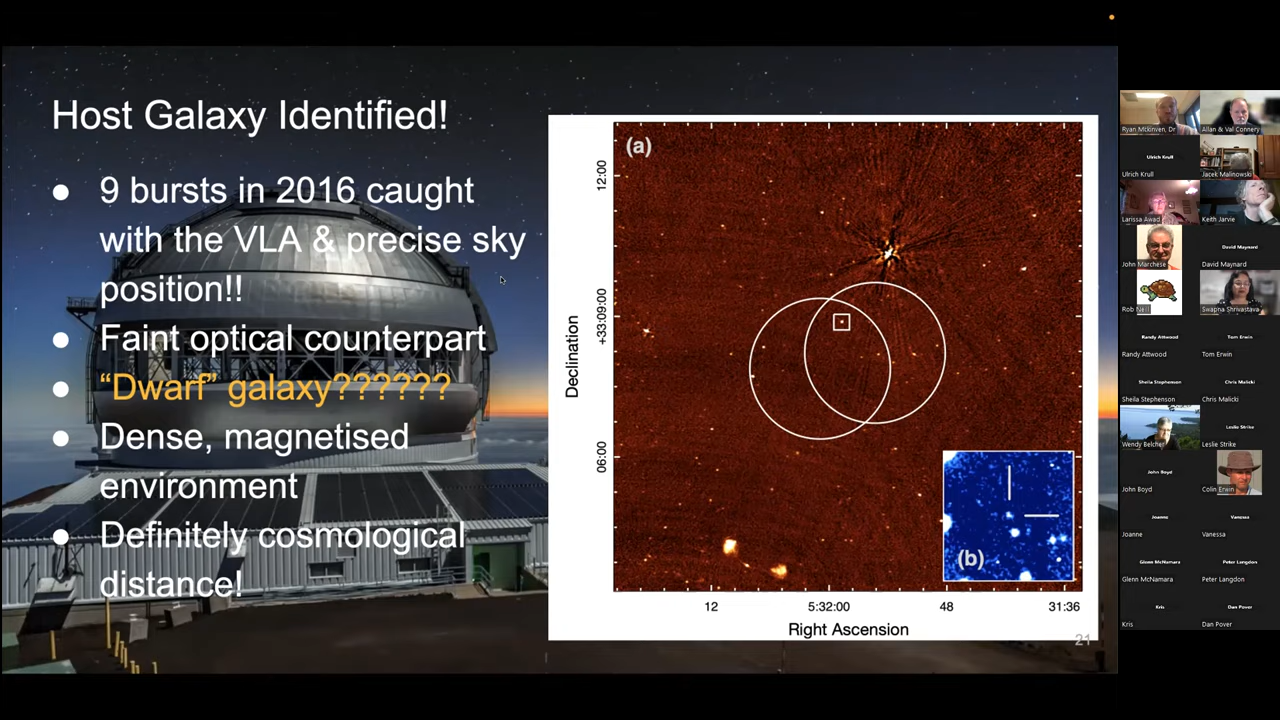 Host Galaxy Identified!
● 9 bursts in 2016 caught
with the VLA & precise sky
position!!
● Faint optical counterpart
● “Dwarf” galaxy??????
● Dense, magnetised
environment
● Definitely cosmological
distance!
(a)
12:00
+33:09:00
06:00
Declination
(b)
12
5:32:00
48
31:36
Right Ascension
21
Ryan Mckinven, Dr
Allan & Val Connery
Ulrich Krull
Ulrich Krull
Jacek Malinowski
Larissa Awad
Keith Jarvie
John Marchese
David Maynard
David Maynard
Rob Neill
Swapna Shrivastava
Randy Attwood
Randy Attwood
Tom Erwin
Tom Erwin
Sheila Stephenson
Sheila Stephenson
Chris Malicki
Chris Malicki
Wendy Belcher
Leslie Strike
Leslie Strike
John Boyd
John Boyd
Colin Erwin
Joanne
Joanne
Vanessa
Vanessa
Glenn McNamara
Glenn McNamara
Peter Langdon
Peter Langdon
Kris
Kris
Dan Pover
Dan Pover